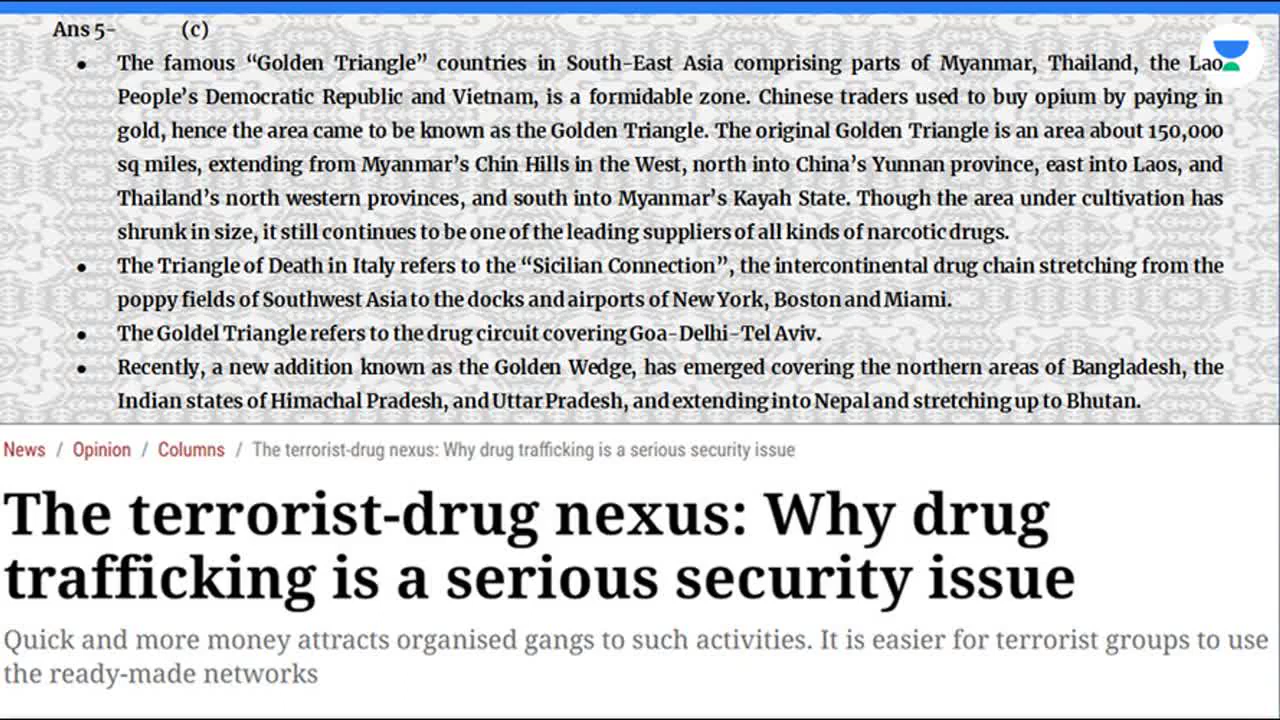 Ans 5- (c)
• The famous “Golden Triangle” countries in South-East Asia comprising parts of Myanmar, Thailand, the Lao
People’s Democratic Republic and Vietnam, is a formidable zone. Chinese traders used to buy opium by paying in
gold, hence the area came to be known as the Golden Triangle. The original Golden Triangle is an area about 150,000
sq miles, extending from Myanmar’s Chin Hills in the West, north into China’s Yunnan province, east into Laos, and
Thailand’s north western provinces, and south into Myanmar’s Kayah State. Though the area under cultivation has
shrunk in size, it still continues to be one of the leading suppliers of all kinds of narcotic drugs.
• The Triangle of Death in Italy refers to the “Sicilian Connection”, the intercontinental drug chain stretching from the
poppy fields of Southwest Asia to the docks and airports of New York, Boston and Miami.
• The Goldel Triangle refers to the drug circuit covering Goa-Delhi-Tel Aviv.
• Recently, a new addition known as the Golden Wedge, has emerged covering the northern areas of Bangladesh, the
Indian states of Himachal Pradesh, and Uttar Pradesh, and extending into Nepal and stretching up to Bhutan.
News / Opinion / Columns / The terrorist-drug nexus: Why drug trafficking is a serious security issue
The terrorist-drug nexus: Why drug
trafficking is a serious security issue
Quick and more money attracts organised gangs to such activities. It is easier for terrorist groups to use
the ready-made networks